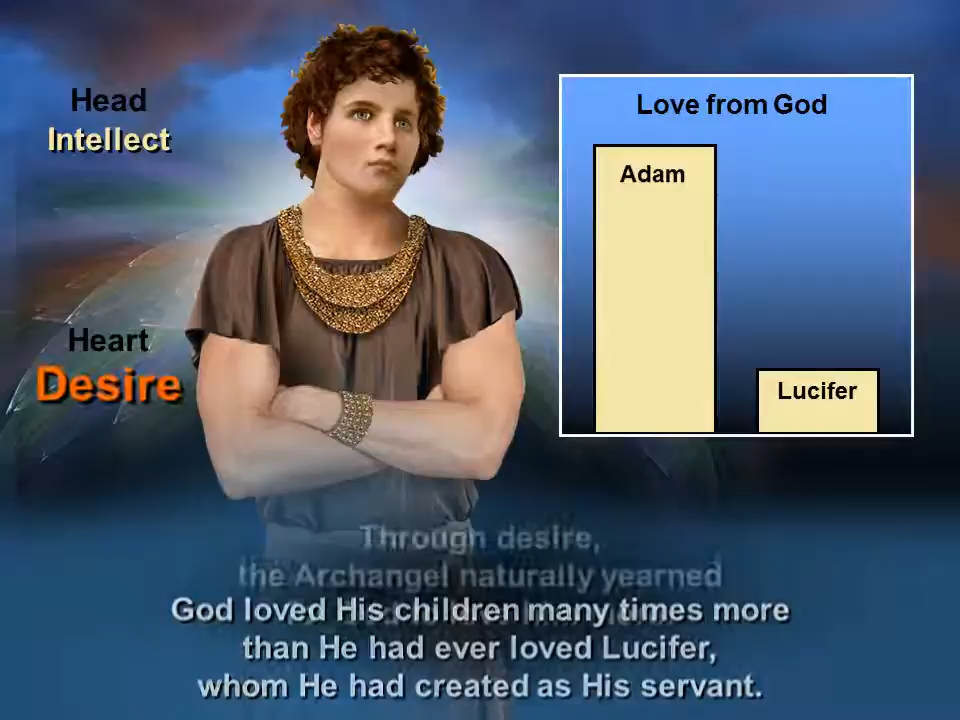 Head
Intellect
Heart
Desire
Love from God
Adam
Lucifer
Through desire,
the Archangel naturally yearned
God loved His children many times more
than He had ever loved Lucifer,
whom He had created as His servant.